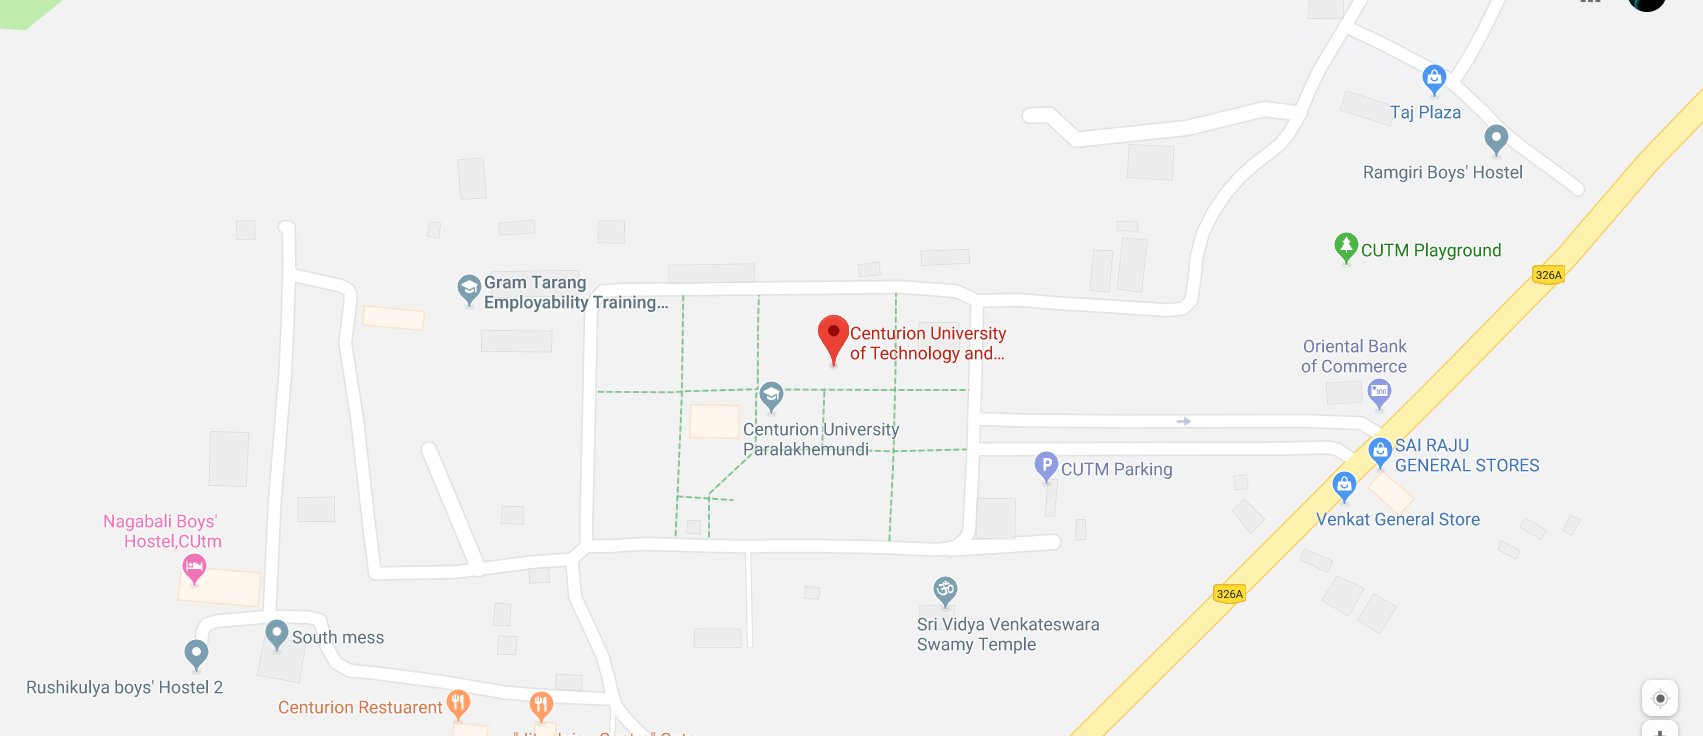 Taj Plaza
Ramgiri Boys' Hostel
CUTM Playground
326A
Gram Tarang
Employability Training...
Centurion University
of Technology and...
Oriental Bank
of Commerce
Centurion University
Paralakhemundi
SAI RAJU
GENERAL STORES
CUTM Parking
Venkat General Store
Nagabali Boys'
Hostel,CUtm
326A
Sri Vidya Venkateswara
Swamy Temple
South mess
Rushikulya boys' Hostel 2
Centurion Restuarent